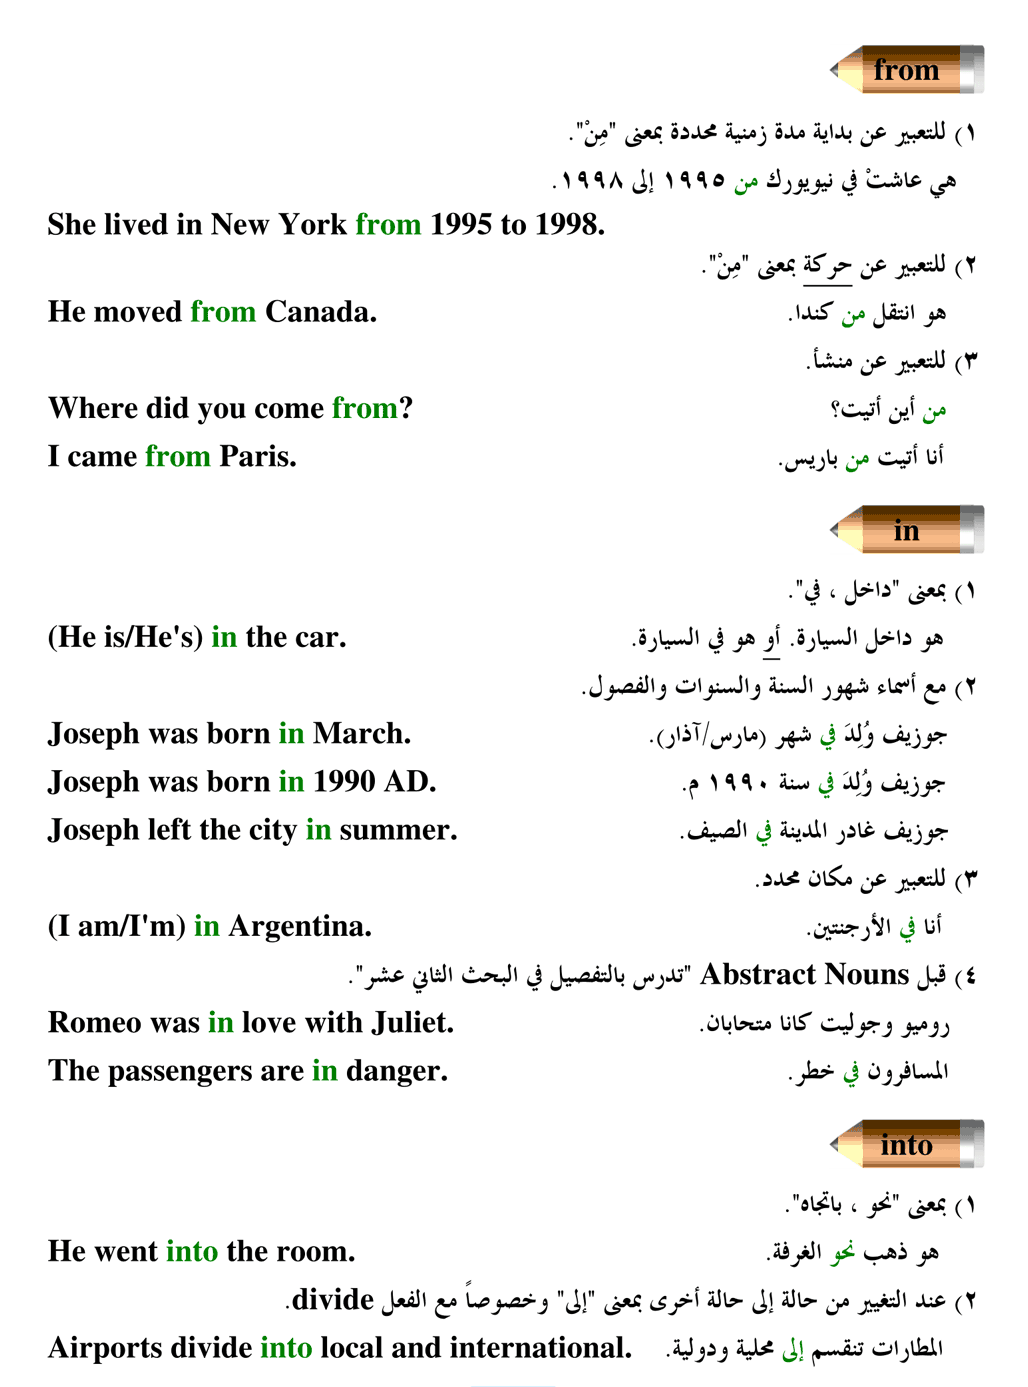 from
١) للتعبير عن بداية مدة زمنية محددة بمعنى "مِنْ".
هي عاشتْ في نيويورك من ١٩٩٥ إلى ١٩٩٨.
She lived in New York from 1995 to 1998.
٢) للتعبير عن حركة بمعنى "مِنْ".
He moved from Canada. هو انتقل من كندا.
٣) للتعبير عن منشأ.
Where did you come from? من أين أتيت؟
I came from Paris. أنا أتيت من باريس.
in
١) بمعنى "داخل ، في".
(He is/He's) in the car. هو داخل السيارة. أو هو في السيارة.
٢) مع أسماء شهور السنة والسنوات والفصول.
Joseph was born in March. جوزيف وُلِدَ في شهر (مارس/آذار).
Joseph was born in 1990 AD. جوزيف وُلِدَ في سنة ١٩٩٠ م.
Joseph left the city in summer. جوزيف غادر المدينة في الصيف.
٣) للتعبير عن مكان محدد.
(I am/I'm) in Argentina. أنا في الأرجنتين.
٤) قبل Abstract Nouns "تدرس بالتفصيل في البحث الثاني عشر".
Romeo was in love with Juliet. روميو وجوليت كانا متحابان.
The passengers are in danger. المسافرون في خطر.
into
١) بمعنى "نحو ، باتجاه".
He went into the room. هو ذهب نحو الغرفة.
٢) عند التغيير من حالة إلى حالة أخرى بمعنى "إلى" وخصوصاً مع الفعل divide.
Airports divide into local and international. المطارات تنقسم إلى محلية ودولية.